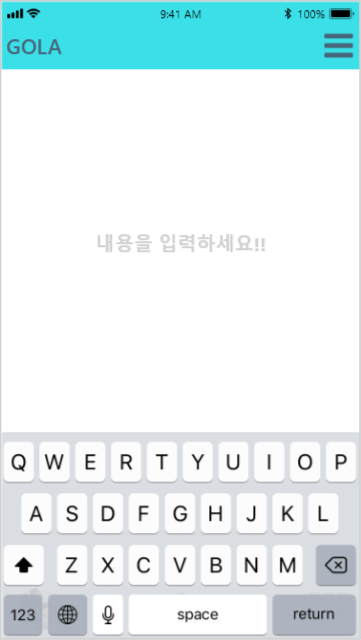 9:41 AM 100%
GOLA
내용을 입력하세요!!
Q W E R T Y U I O P
A S D F G H J K L
Z X C V B N M
123 space return